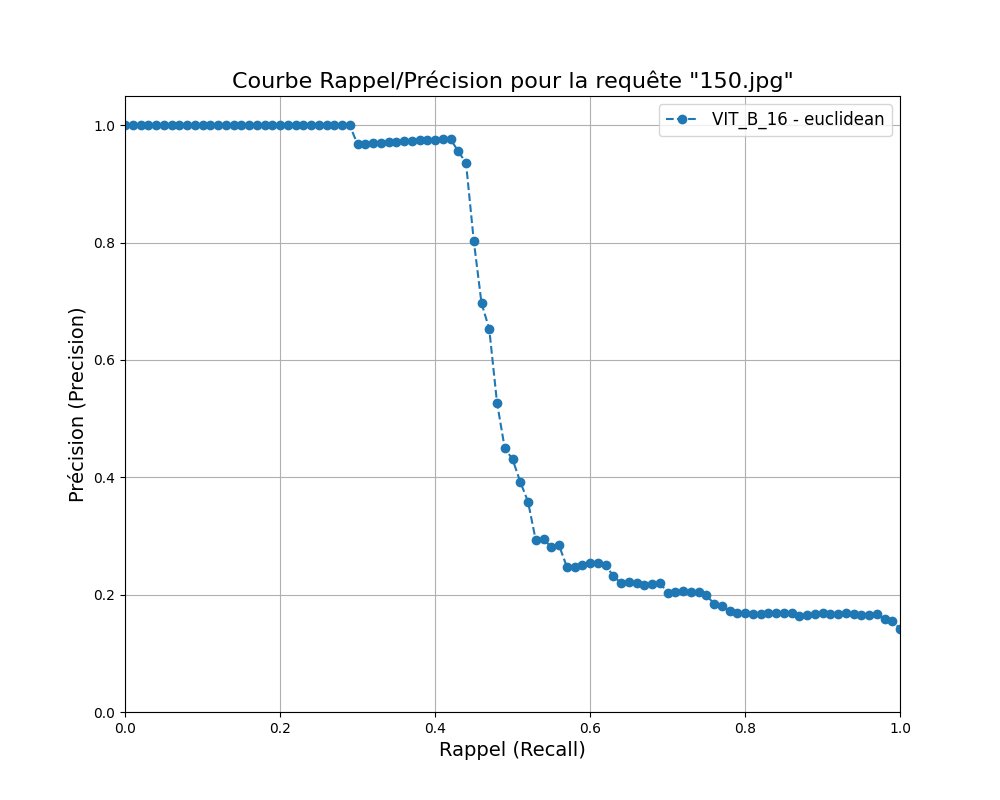 Courbe Rappel/Précision pour la requête "150.jpg"
VIT_B_16 - euclidean
1.0
0.8
0.6
0.4
0.2
0.0
Précision (Precision)
0.0 0.2 0.4 0.6 0.8 1.0
Rappel (Recall)